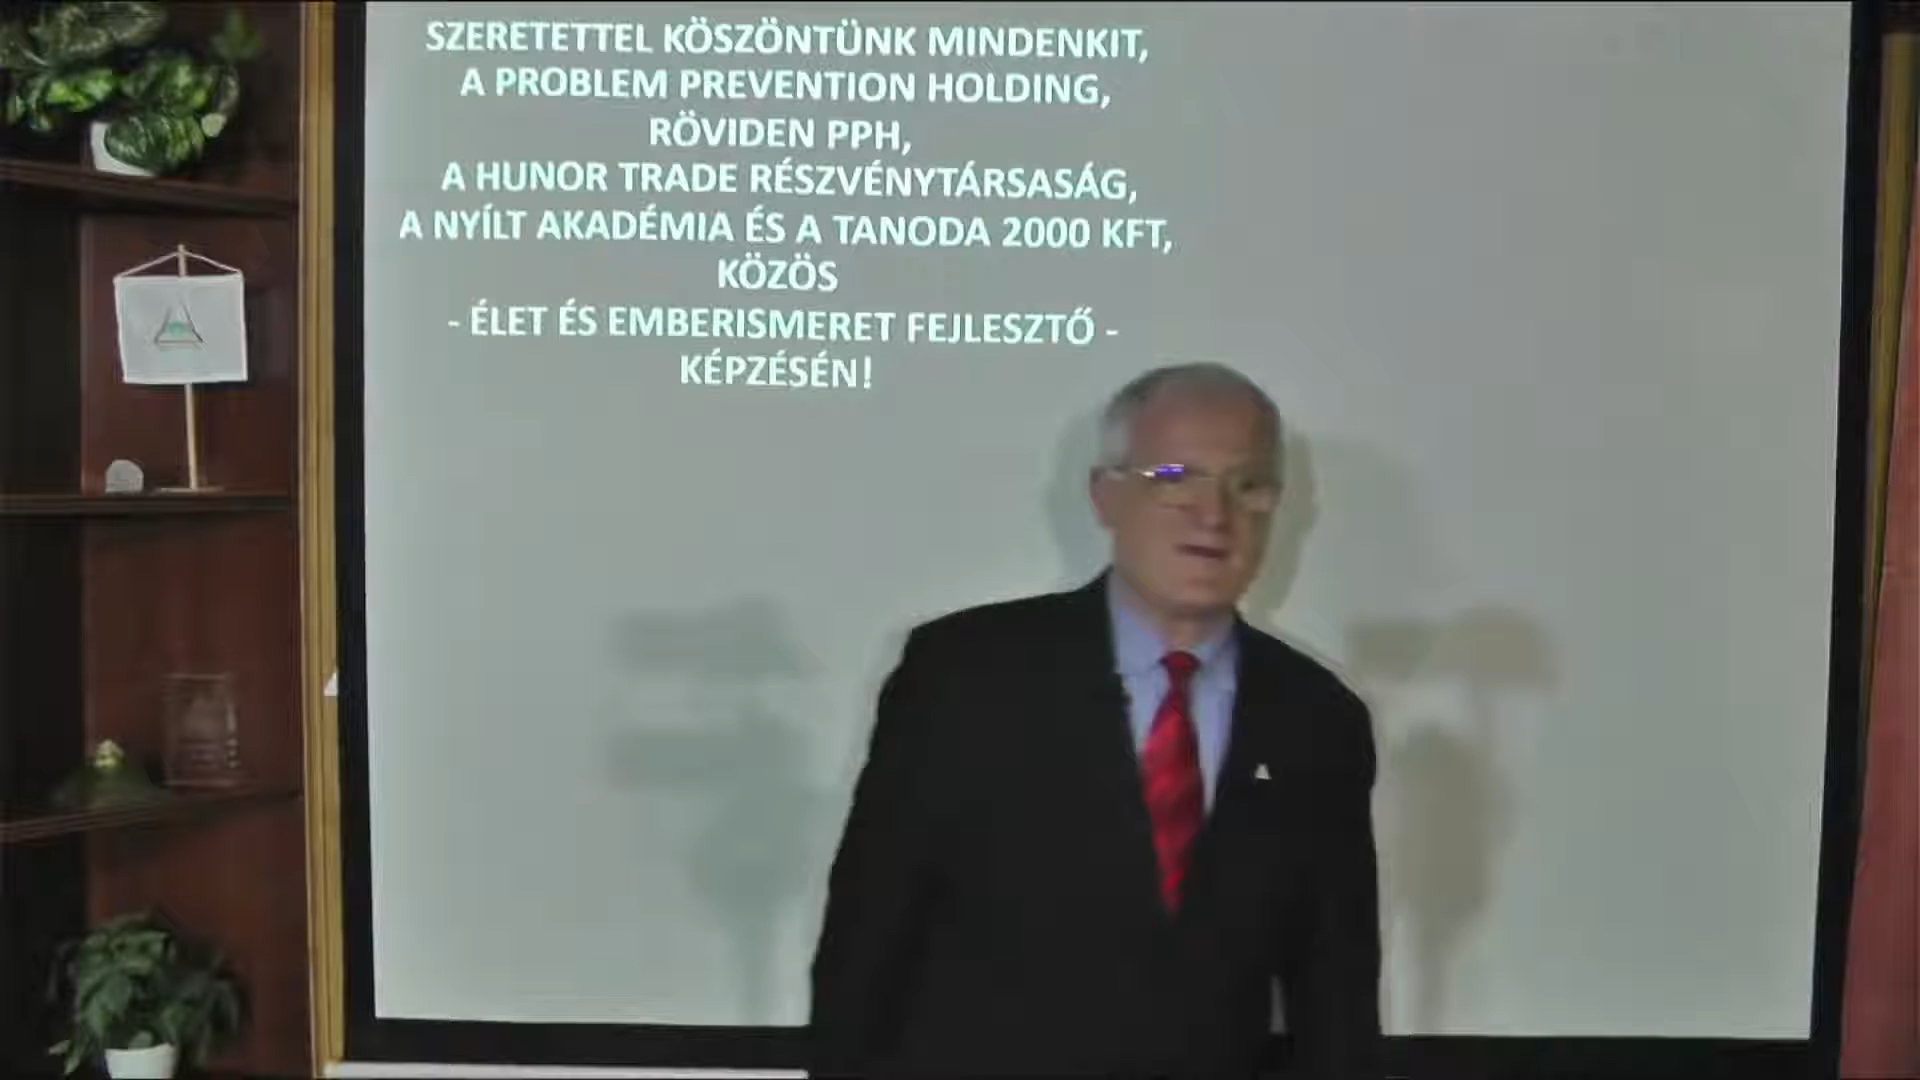 SZERETETTEL KÖSZÖNTÜNK MINDENKIT,
A PROBLEM PREVENTION HOLDING,
RÖVIDEN PPH,
A HUNOR TRADE RÉSZVÉNYTÁRSASÁG,
A NYÍLT AKADÉMIA ÉS A TANODA 2000 KFT,
KÖZÖS
- ÉLET ÉS EMBERISMERET FEJLESZTŐ -
KÉPZÉSÉN!